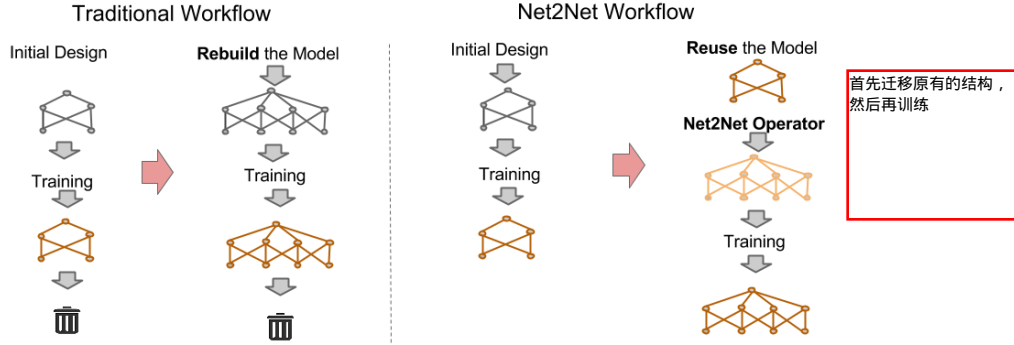 Traditional Workflow
Initial Design
Training
Rebuild the Model
Training
Net2Net Workflow
Initial Design
Training
Reuse the Model
Net2Net Operator
Training
首先迁移原有的结构，
然后再训练